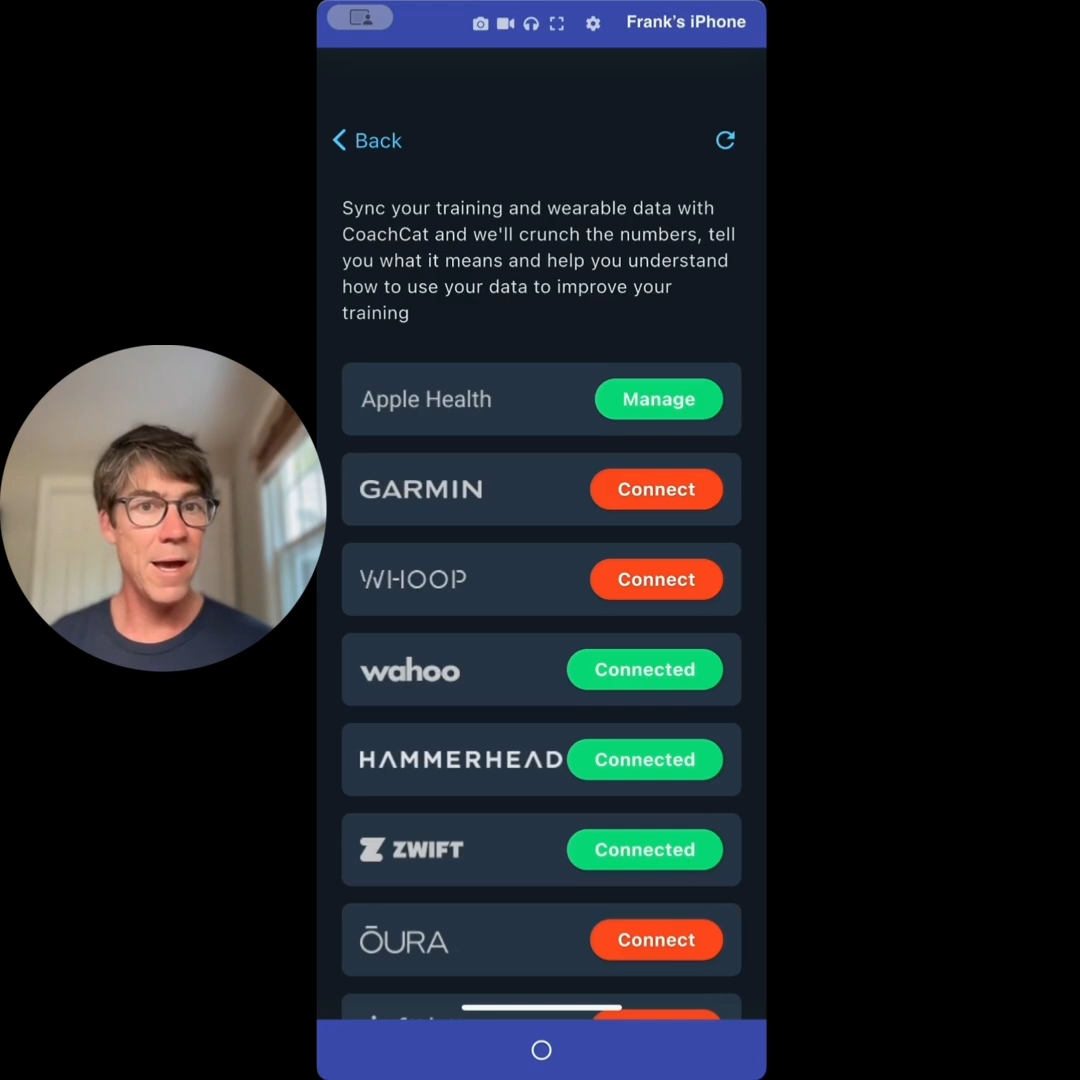 Frank's iPhone
Back
Sync your training and wearable data with
CoachCat and we'll crunch the numbers, tell
you what it means and help you understand
how to use your data to improve your
training
Apple Health Manage
GARMIN Connect
WHOOP Connect
wahoo Connected
HAMMERHEAD Connected
ZWIFT Connected
ŌURA Connect